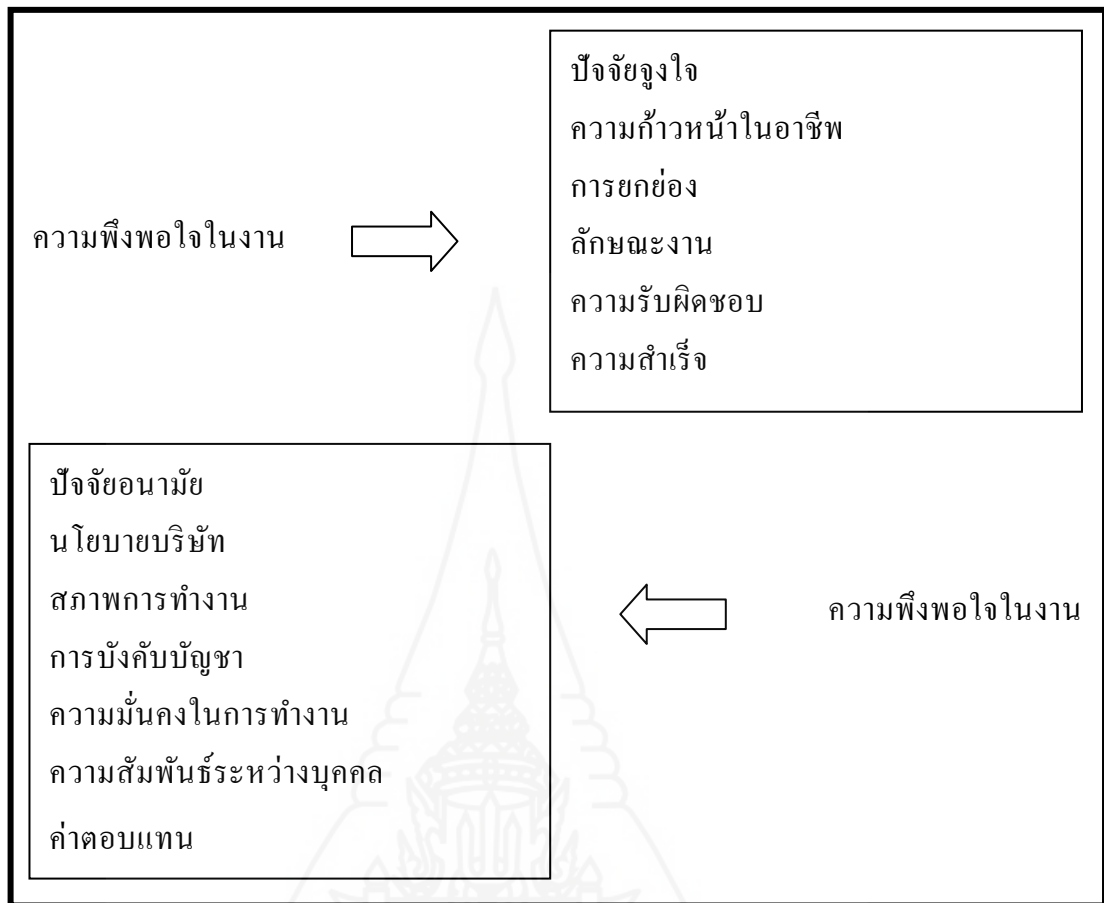 ปัจจัยจูงใจ
ความก้าวหน้าในอาชีพ
การยกย่อง
ความพึงพอใจในงาน
ลักษณะงาน
ความรับผิดชอบ
ความสำเร็จ
ปัจจัยอนามัย
นโยบายบริษัท
สภาพการทำงาน
ความพึงพอใจในงาน
การบังคับบัญชา
ความมั่นคงในการทำงาน
ความสัมพันธ์ระหว่างบุคคล
ค่าตอบแทน